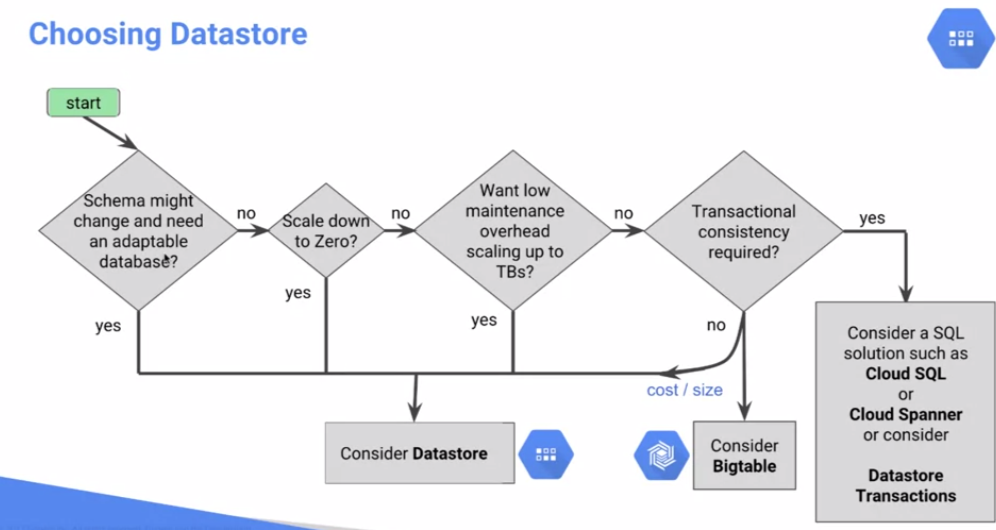 Choosing Datastore
start
Schema might
change and need
an adaptable
database?
no
Scale down
to Zero?
no
Want low
maintenance
overhead
scaling up to
TBs?
no
Transactional
consistency
required?
yes
yes
yes
yes
no
cost / size
Consider a SQL
solution such as
Cloud SQL
or
Cloud Spanner
or consider
Datastore
Transactions
Consider Datastore
Consider
Bigtable